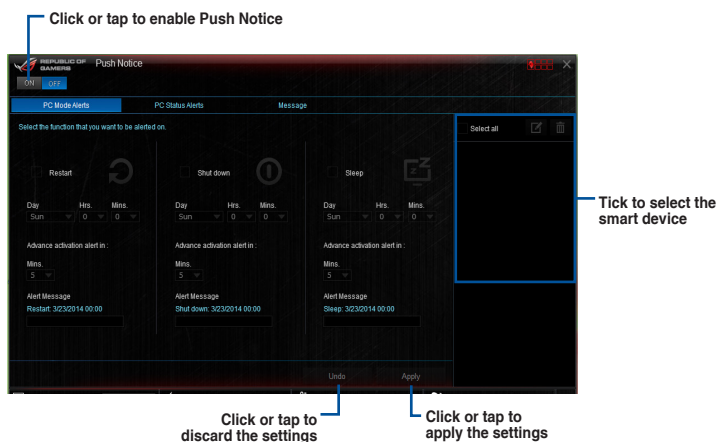 Click or tap to enable Push Notice
REPUBLIC OF
GAMERS
Push Notice
ON OFF
PC Mode Alerts PC Status Alerts Message
Select the function that you want to be alerted on.
Select all
Restart Shut down Sleep
Day Hrs. Mins. Day Hrs. Mins. Day Hrs. Mins.
Sun 0 0 Sun 0 0 Sun 0 0
Tick to select the
smart device
Advance activation alert in : Advance activation alert in : Advance activation alert in :
Mins. Mins. Mins.
5 5 5
Alert Message Alert Message Alert Message
Restart: 3/23/2014 00:00 Shut down: 3/23/2014 00:00 Sleep: 3/23/2014 00:00
Undo Apply
Click or tap to
discard the settings
Click or tap to
apply the settings